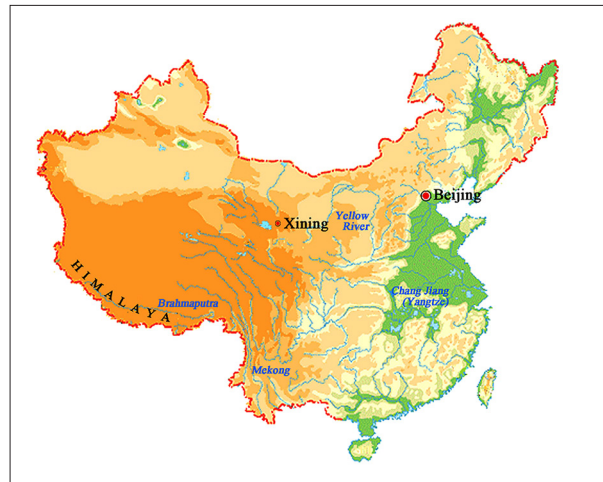 Beijing
Xining
Yellow
River
HIMALAYA
Brahmaputra
Chang Jiang
(Yangtze)
Mekong